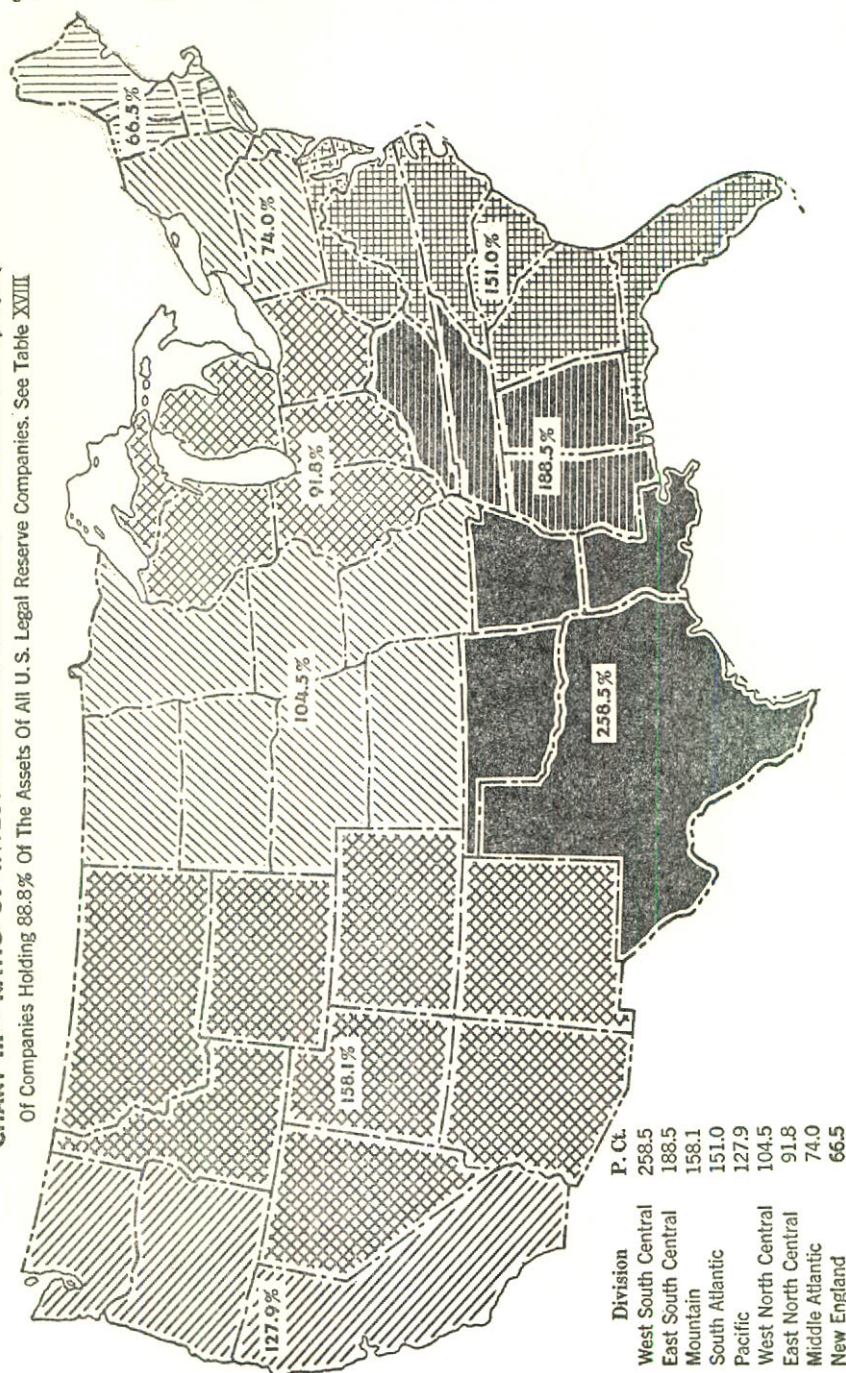 Of Companies Holding 88.8% Of The Assets Of All U. S. Legal Reserve Companies. See Table XVIII
66.5%
74.0%
91.8%
104.5%
151.0%
188.5%
158.1%
258.5%
127.9%
Division P. Ct.
West South Central 258.5
East South Central 188.5
Mountain 158.1
South Atlantic 151.0
Pacific 127.9
West North Central 104.5
East North Central 91.8
Middle Atlantic 74.0
New England 66.5